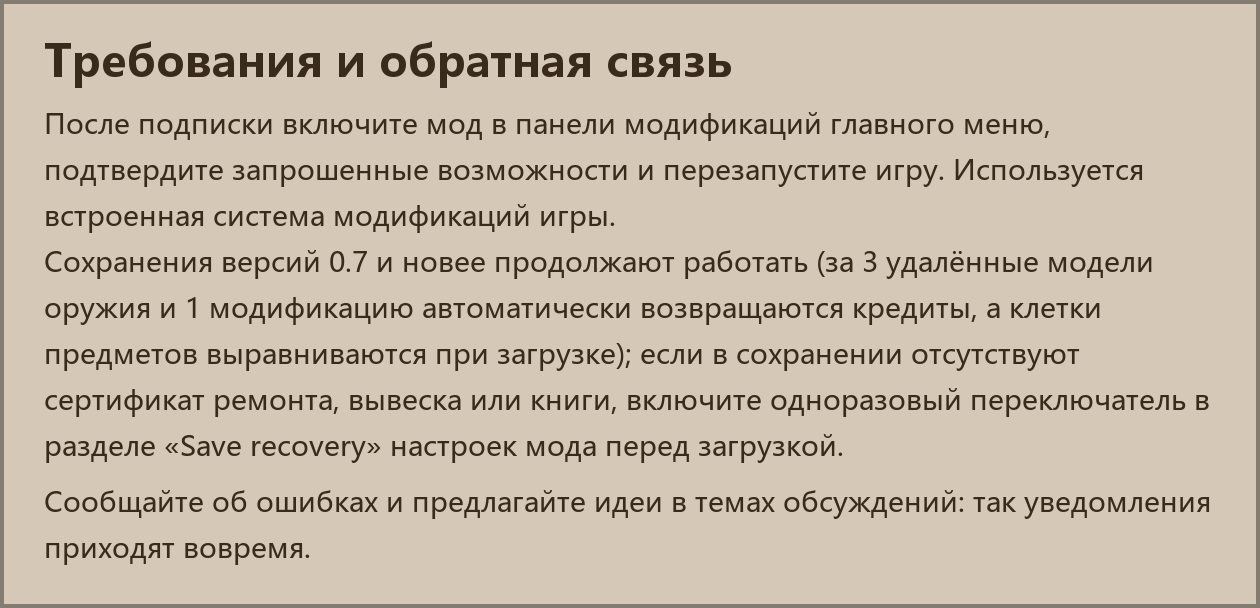 Требования и обратная связь
После подписки включите мод в панели модификаций главного меню,
подтвердите запрошенные возможности и перезапустите игру. Используется
встроенная система модификаций игры.
Сохранения версий 0.7 и новее продолжают работать (за 3 удалённые модели
оружия и 1 модификацию автоматически возвращаются кредиты, а клетки
предметов выравниваются при загрузке); если в сохранении отсутствуют
сертификат ремонта, вывеска или книги, включите одноразовый переключатель в
разделе «Save recovery» настроек мода перед загрузкой.
Сообщайте об ошибках и предлагайте идеи в темах обсуждений: так уведомления
приходят вовремя.